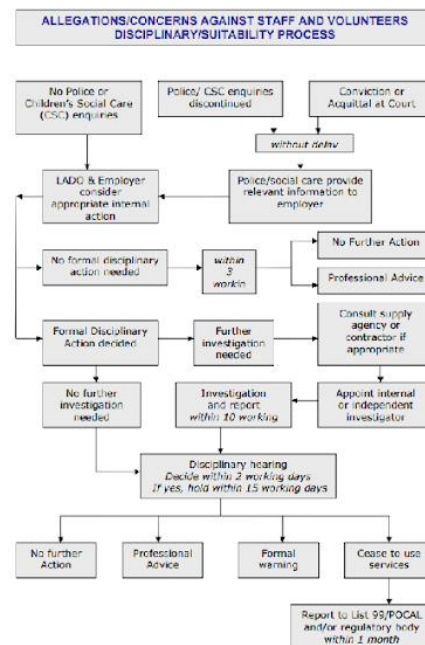 ALLEGATIONS/CONCERNS AGAINST STAFF AND VOLUNTEERS
DISCIPLINARY/SUITABILITY PROCESS
No Police or
Children's Social Care
(CSC) enquiries
Police/ CSC enquiries
discontinued
Conviction or
Acquittal at Court
without delay
LADO & Employer
consider
appropriate internal
action
Police/social care provide
relevant information to
employer
No formal disciplinary
action needed
within
3
workin
No Further Action
Professional Advice
Formal Disciplinary
Action decided
Further
investigation
needed
Consult supply
agency or
contractor if
appropriate
No further
investigation
needed
Investigation
and report
within 10 working
Appoint internal
or independent
investigator
Disciplinary hearing
Decide within 2 working days
If yes, hold within 15 working days
No further
Action
Professional
Advice
Formal
warning
Cease to use
services
Report to List 99/POCAL
and/or regulatory body
within 1 month